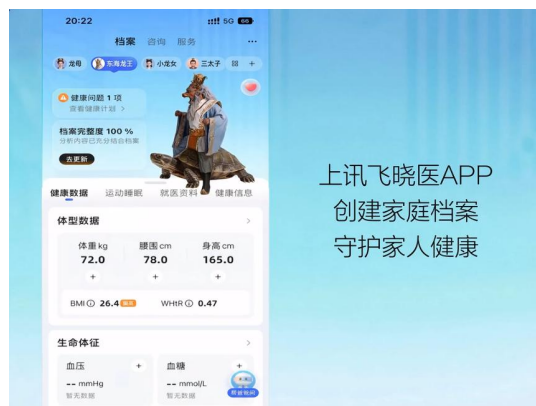 20:22
5G 66
档案 咨询 服务
龙母 东海龙王 小龙女 三太子
健康问题 1 项
查看健康计划 >
档案完整度 100 %
分析内容已充分结合档案
去更新
健康数据 运动睡眠 就医资料 健康信息
体型数据
体重 kg 腰围 cm 身高 cm
72.0 78.0 165.0
+ + +
BMI 26.4 偏高 WHtR 0.47
生命体征
血压 + 血糖 +
-- mmHg -- mmol/L
暂无数据 暂无数据
上讯飞晓医APP
创建家庭档案
守护家人健康